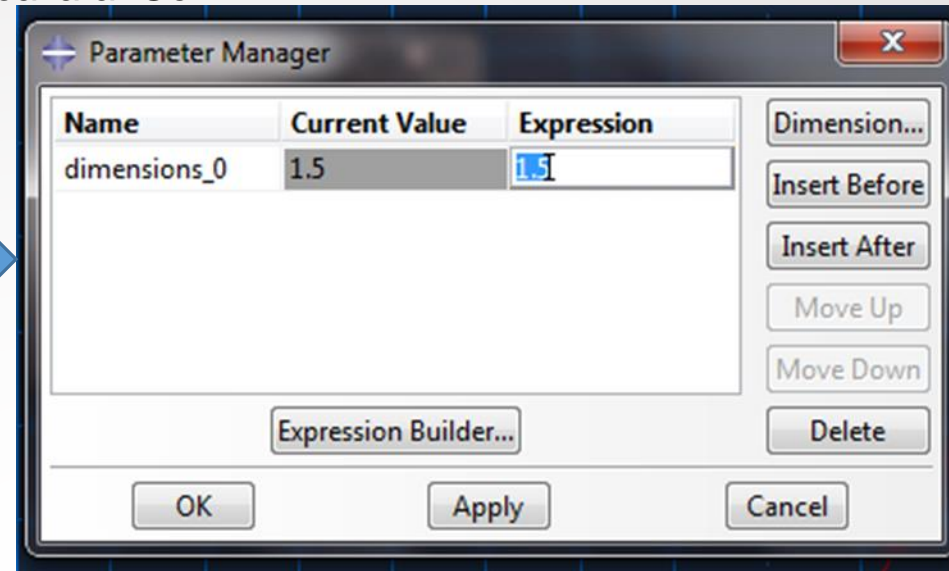 Parameter Manager
Name Current Value Expression
dimensions_0 1.5 1.5
Dimension...
Insert Before
Insert After
Move Up
Move Down
Expression Builder... Delete
OK Apply Cancel